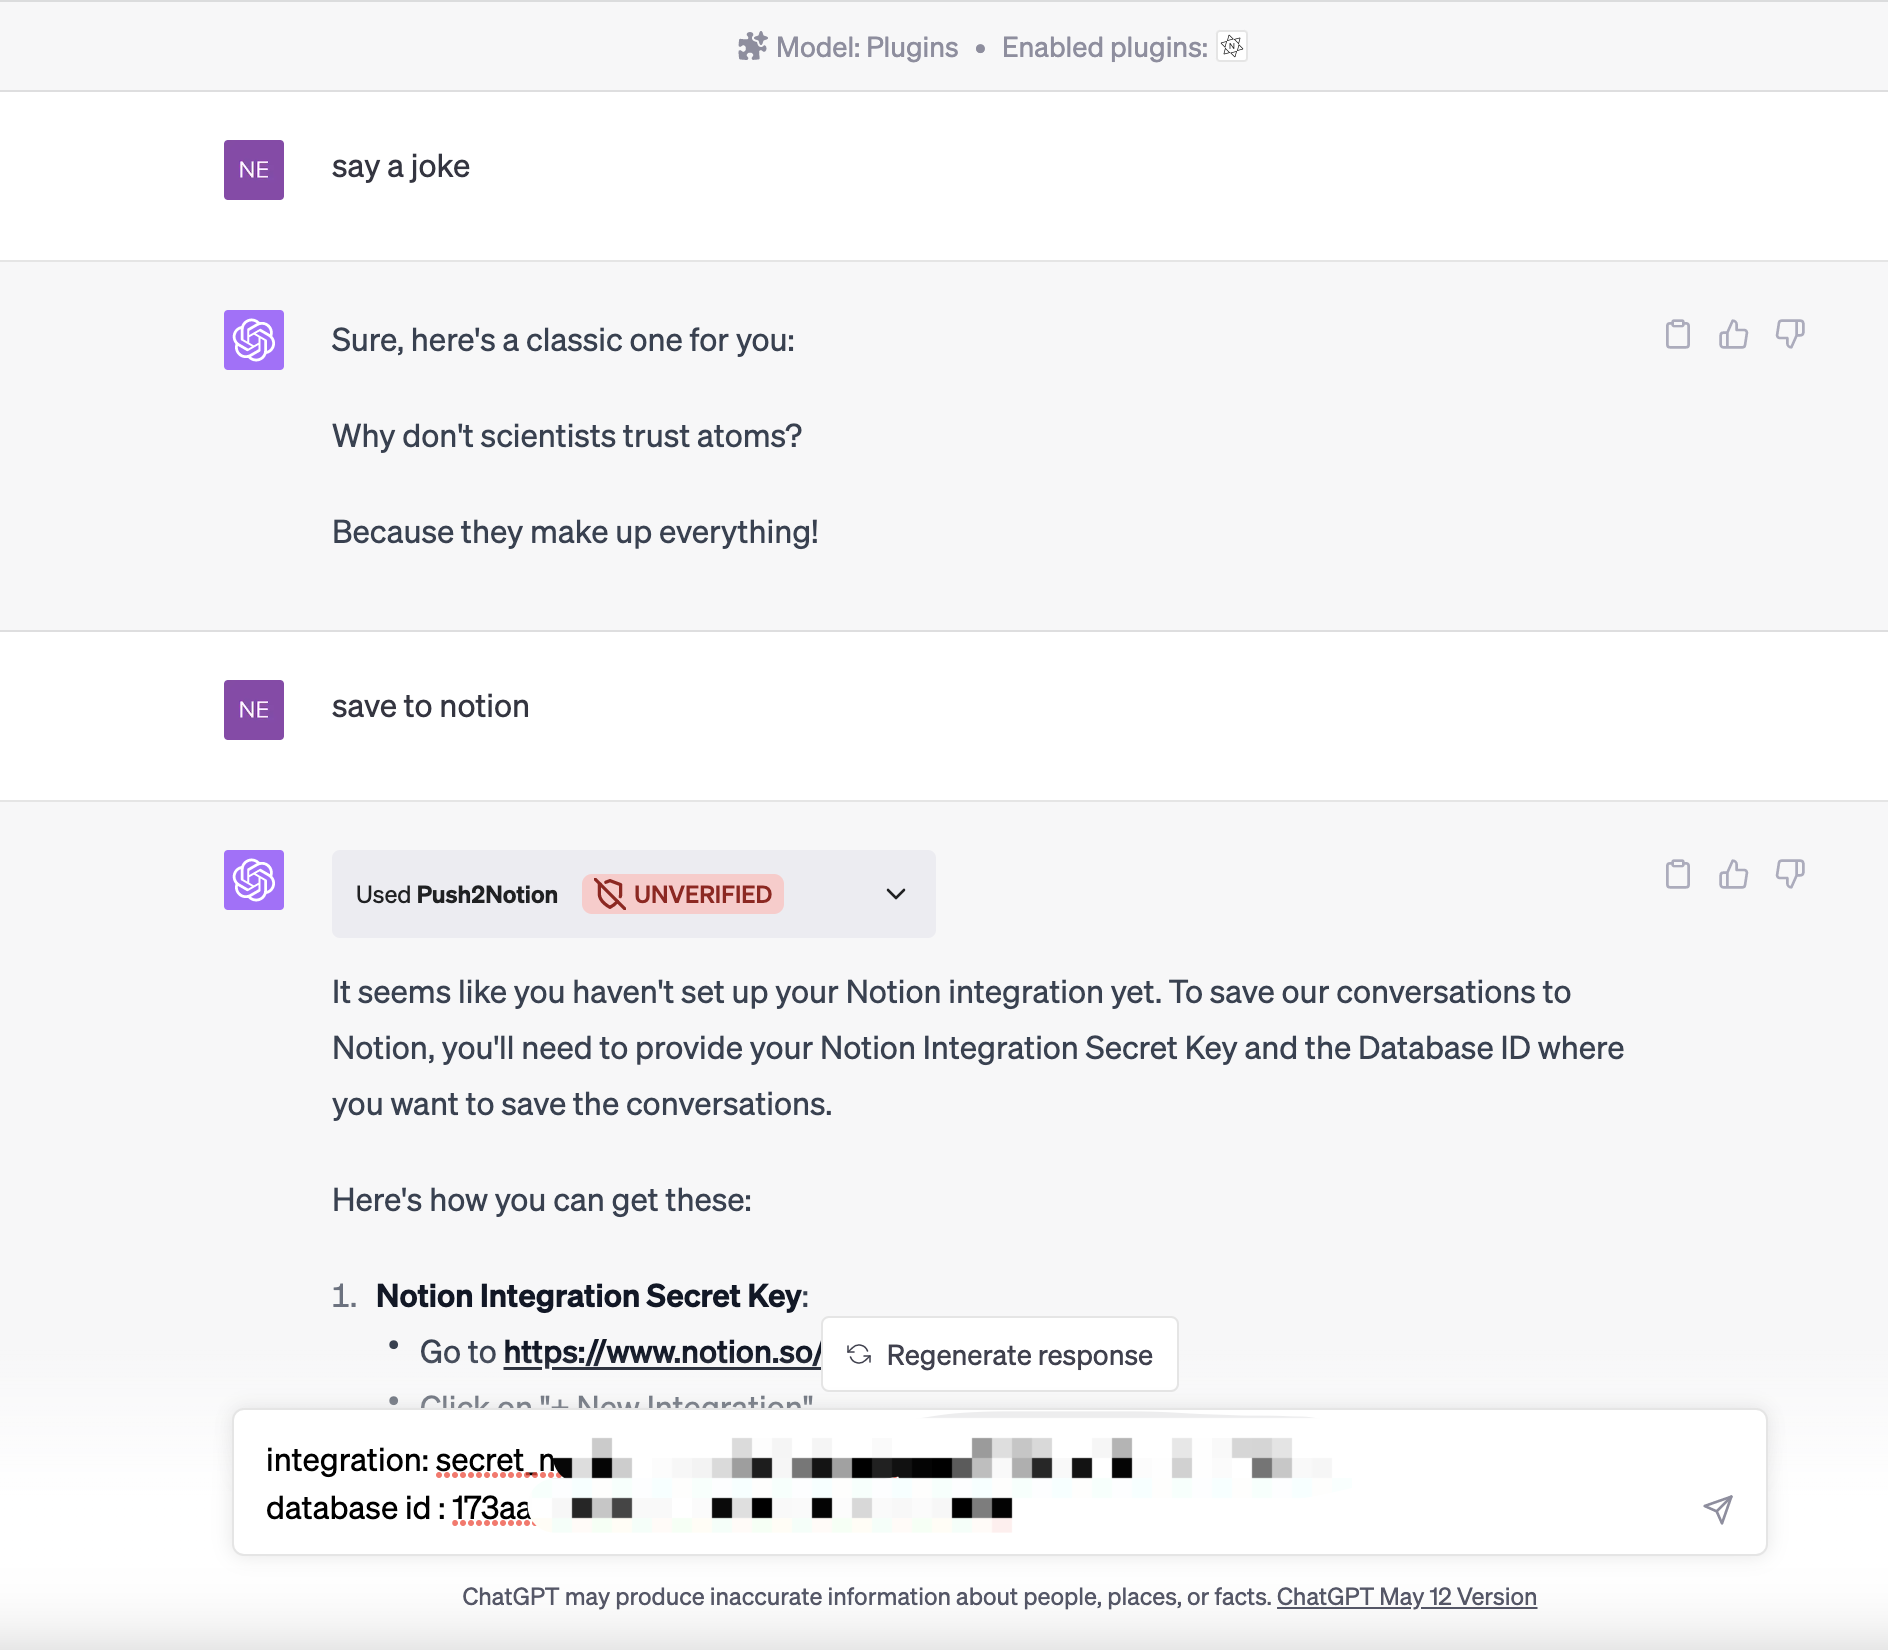 Model: Plugins • Enabled plugins: N
NE
say a joke
Sure, here's a classic one for you:
Why don't scientists trust atoms?
Because they make up everything!
NE
save to notion
Used Push2Notion UNVERIFIED
It seems like you haven't set up your Notion integration yet. To save our conversations to
Notion, you'll need to provide your Notion Integration Secret Key and the Database ID where
you want to save the conversations.
Here's how you can get these:
1. Notion Integration Secret Key:
• Go to https://www.notion.so/
Regenerate response
• Click on "+ New Integration"
integration: secret_n
database id : 173aa
ChatGPT may produce inaccurate information about people, places, or facts. ChatGPT May 12 Version